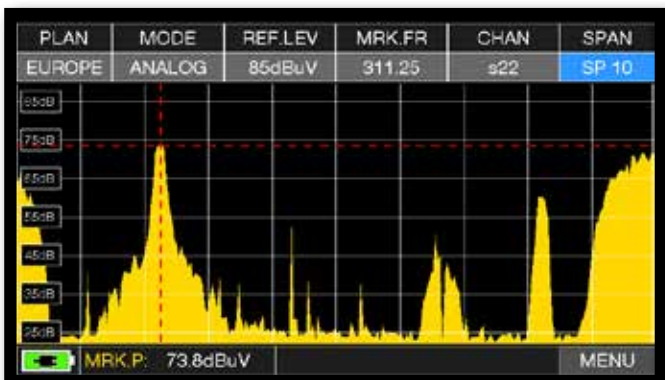 PLAN MODE REF.LEV MRK.FR CHAN SPAN
EUROPE ANALOG 85dBuV 311.25 s22 SP 10
85dB
75dB
65dB
55dB
45dB
35dB
25dB
MRK.P: 73.8dBuV MENU